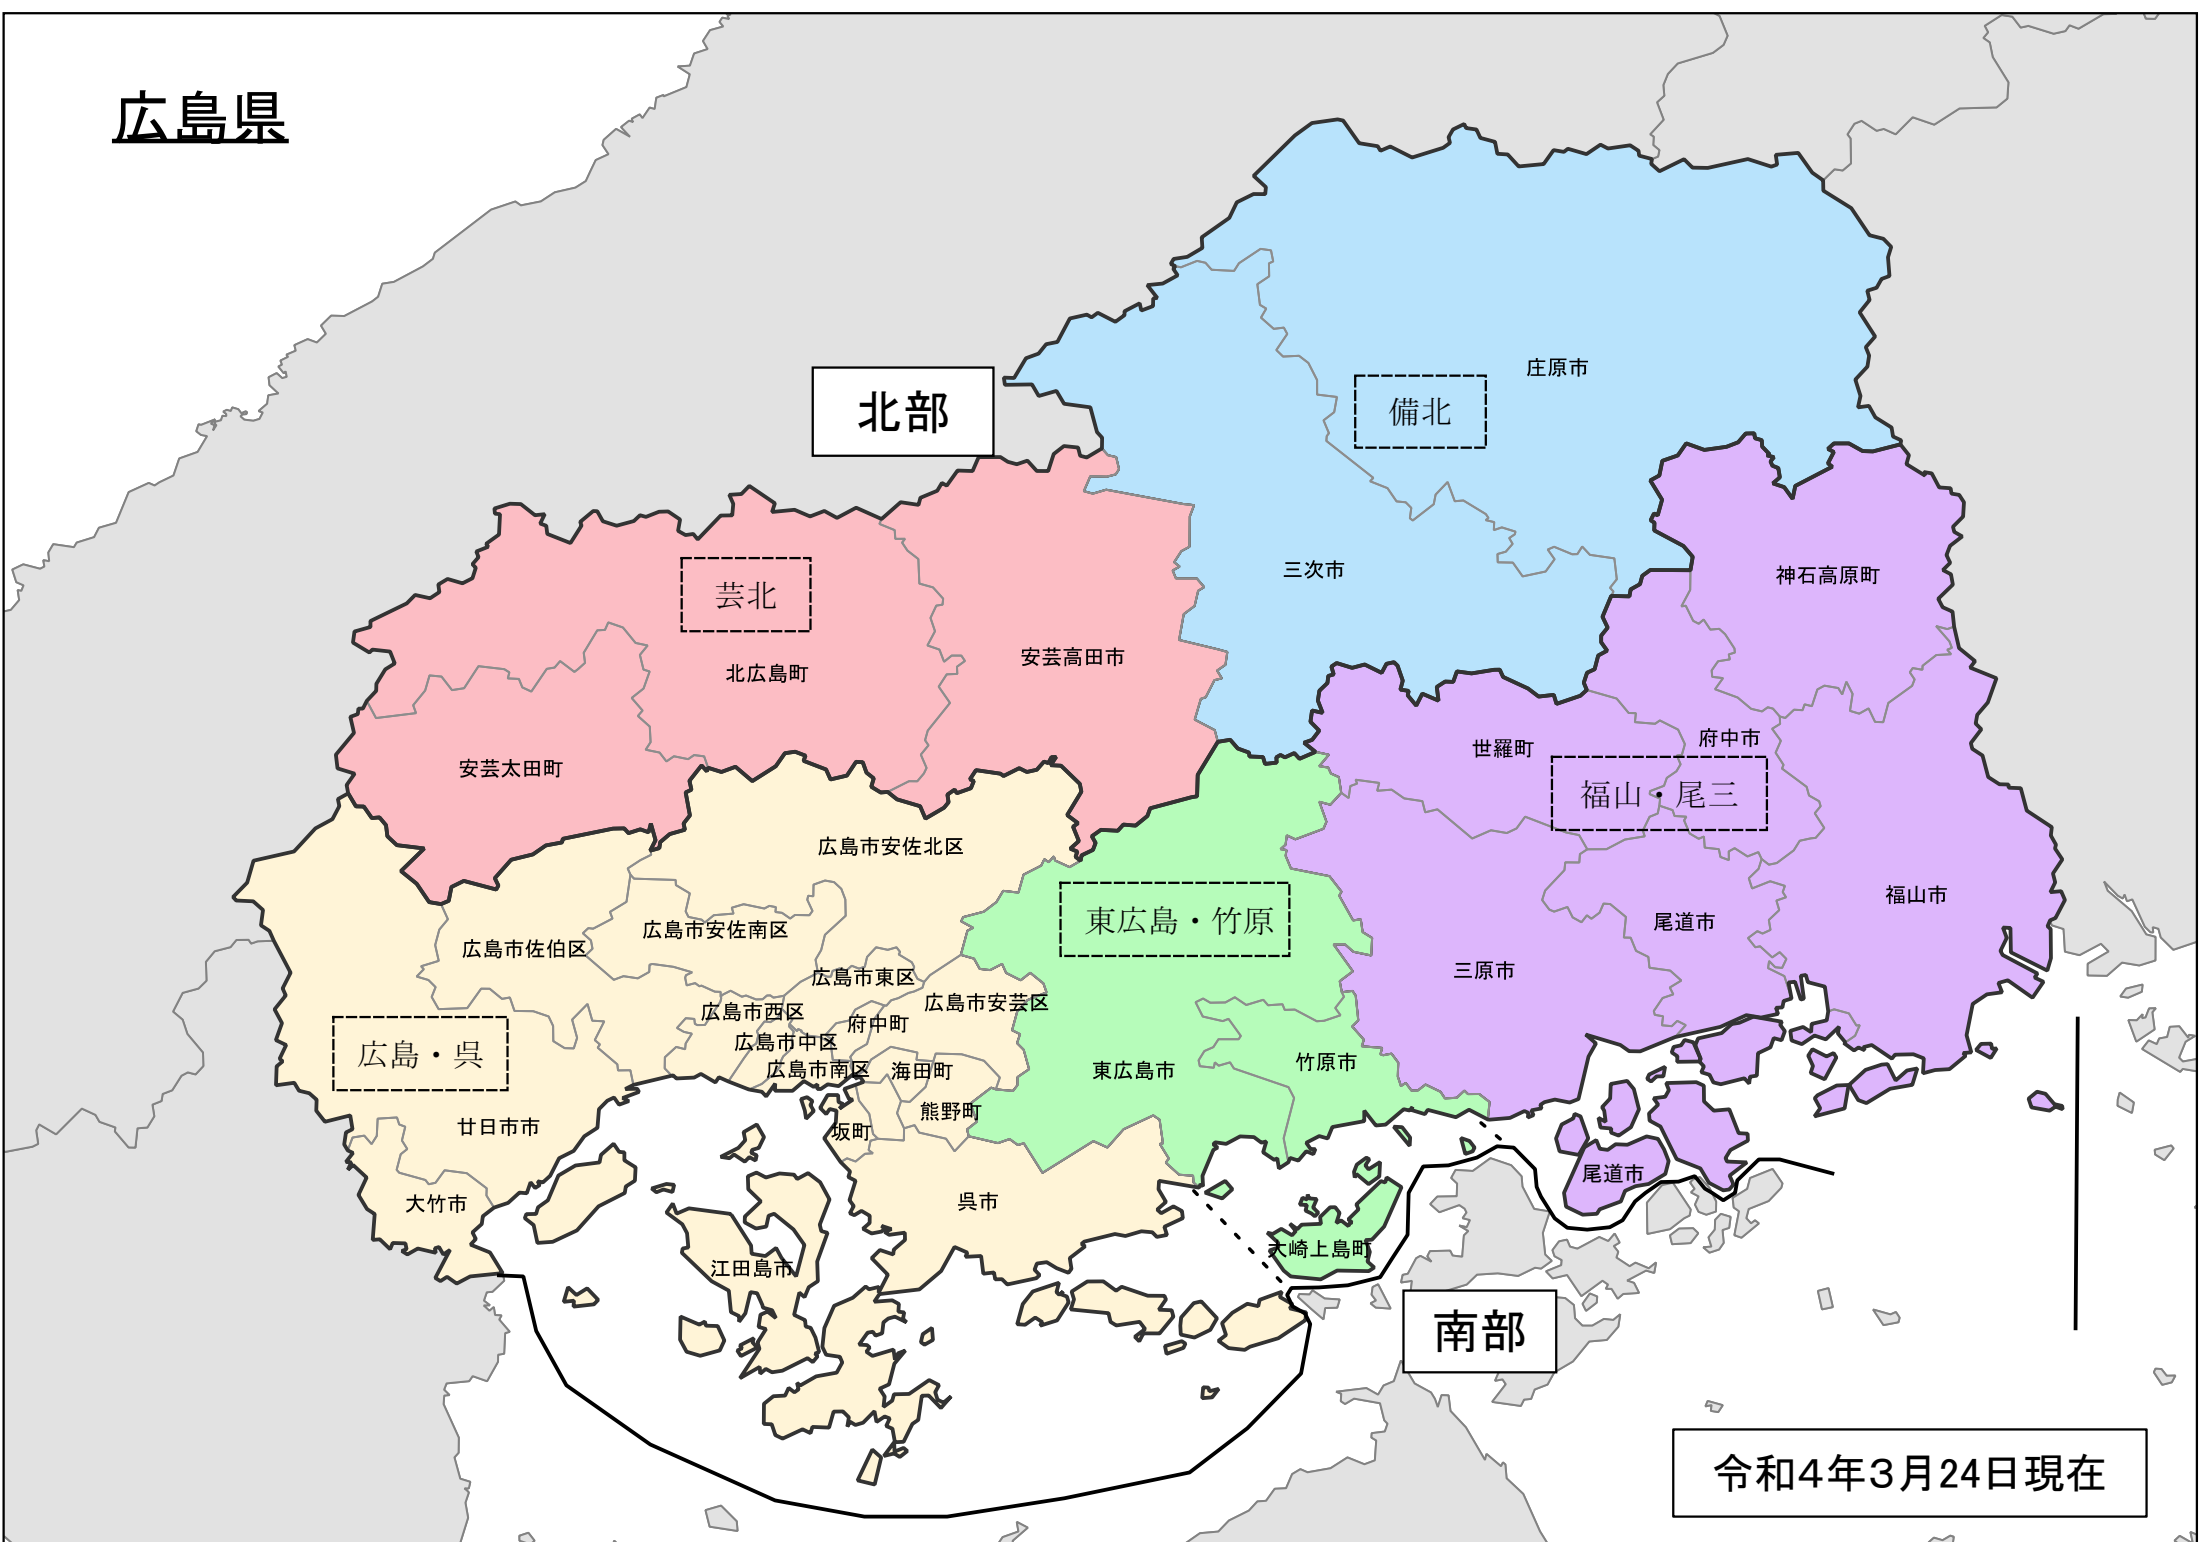 広島県
北部
庄原市
備北
三次市
神石高原町
芸北
安芸高田市
北広島町
府中市
世羅町
安芸太田町
福山・尾三
広島市安佐北区
福山市
東広島・竹原
尾道市
広島市安佐南区
広島市佐伯区
三原市
広島市東区
広島市安芸区
広島市西区
府中町
広島市中区
広島・呉
竹原市
広島市南区
海田町
東広島市
熊野町
廿日市市
坂町
尾道市
大竹市
呉市
大崎上島町
江田島市
南部
令和4年3月24日現在